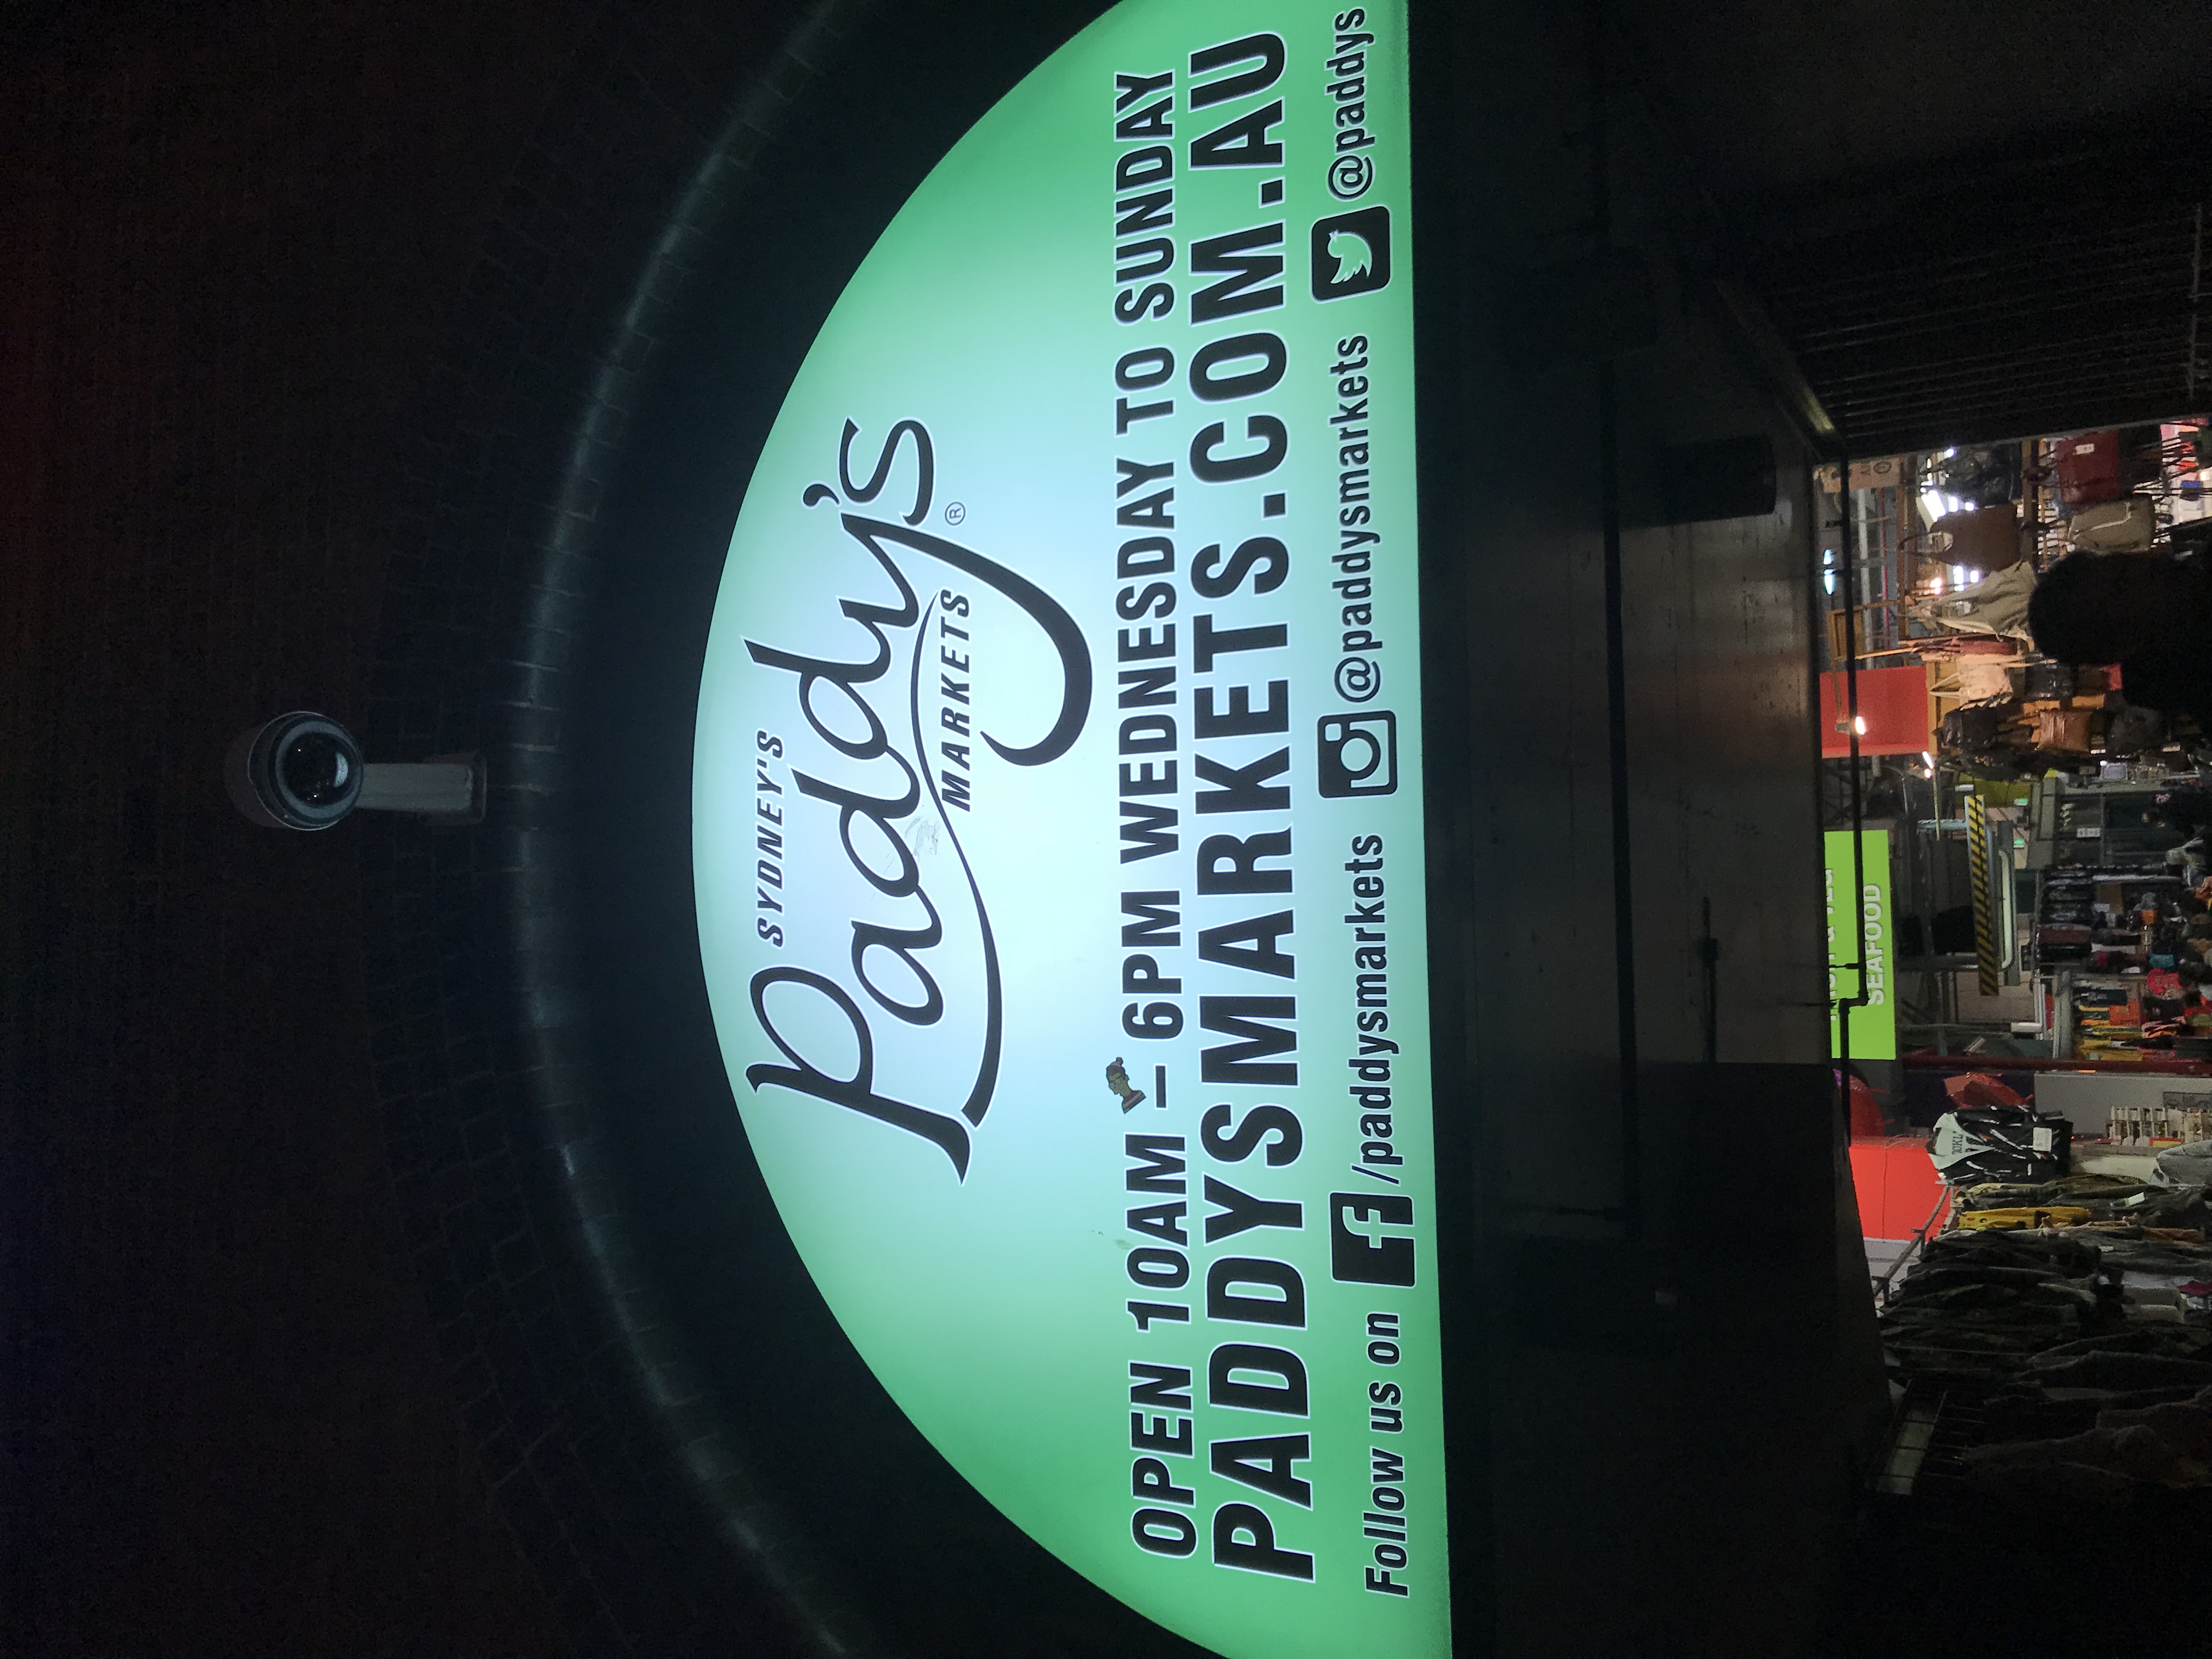 SYDNEY'S
Paddy's ®
MARKETS
OPEN 10AM – 6PM WEDNESDAY TO SUNDAY
PADDYSMARKETS.COM.AU
Follow us on /paddysmarkets @paddysmarkets @paddys
SEAFOOD